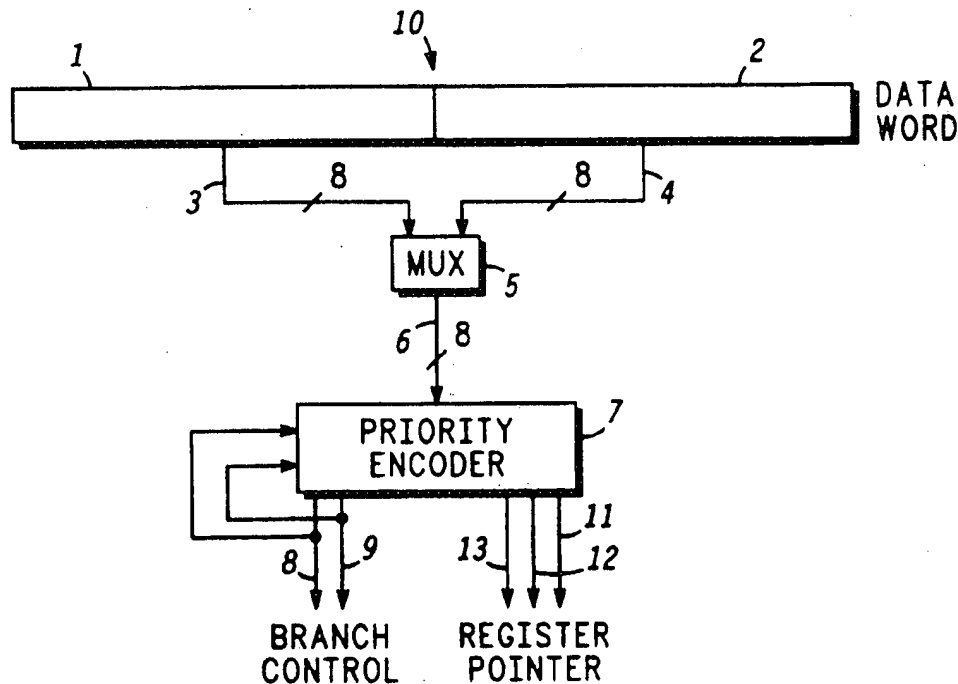 10
1
2
DATA
WORD
3
8
8
4
MUX
5
6
8
PRIORITY
ENCODER
7
8
9
13
12
11
BRANCH
CONTROL
REGISTER
POINTER